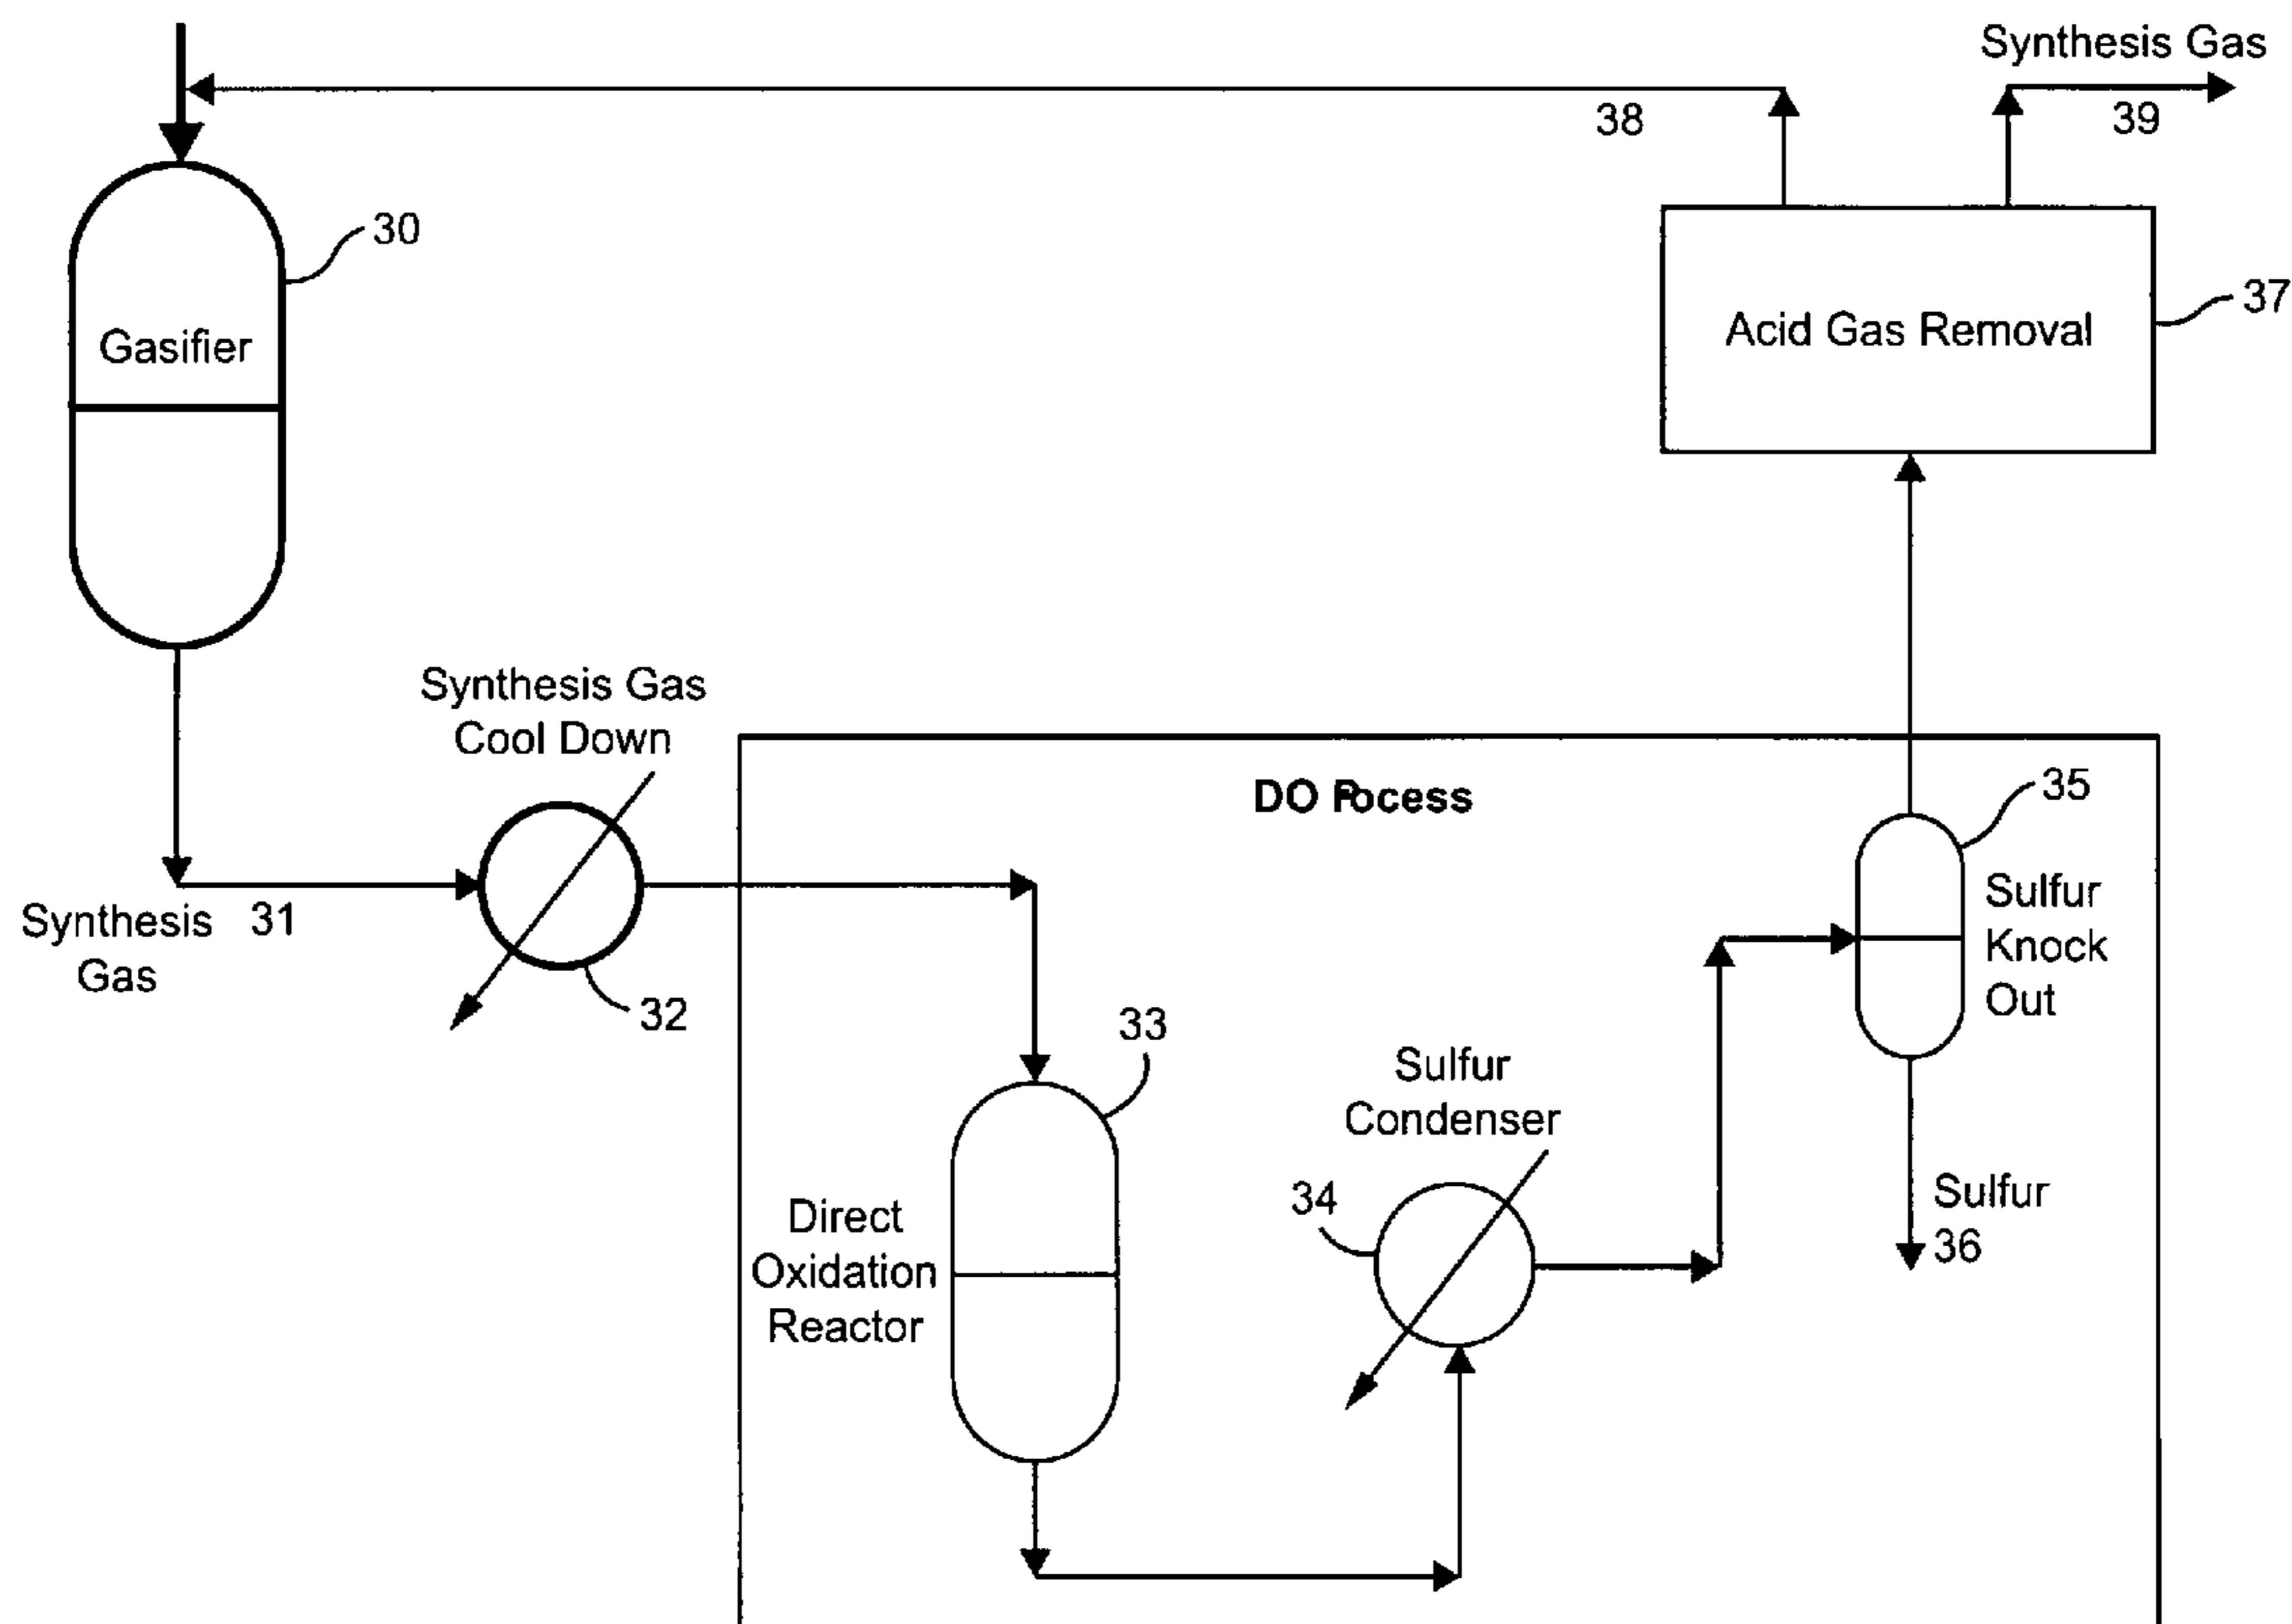 Synthesis Gas
38
39
30
37
Gasifier
Acid Gas Removal
Synthesis Gas
Cool Down
DO Pocess
35
Sulfur
Knock
Out
Synthesis
Gas
31
32
33
Sulfur
Condenser
34
Direct
Oxidation
Reactor
Sulfur
36